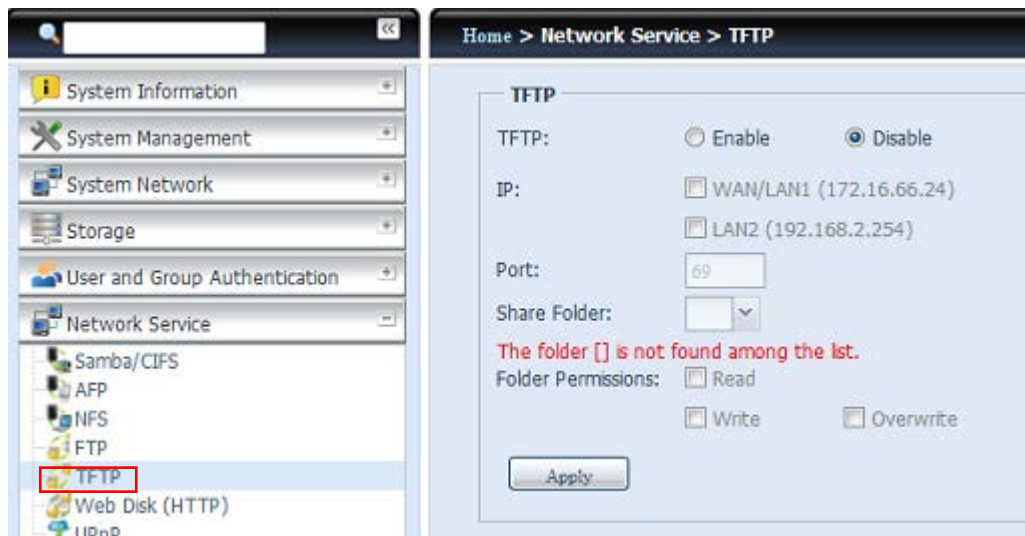 Home > Network Service > TFTP
System Information
System Management
System Network
Storage
User and Group Authentication
Network Service
Samba/CIFS
AFP
NFS
FTP
TFTP
Web Disk (HTTP)
UPnP
TFTP
TFTP: Enable Disable
IP: WAN/LAN1 (172.16.66.24)
LAN2 (192.168.2.254)
Port: 69
Share Folder:
The folder [] is not found among the list.
Folder Permissions: Read
Write Overwrite
Apply